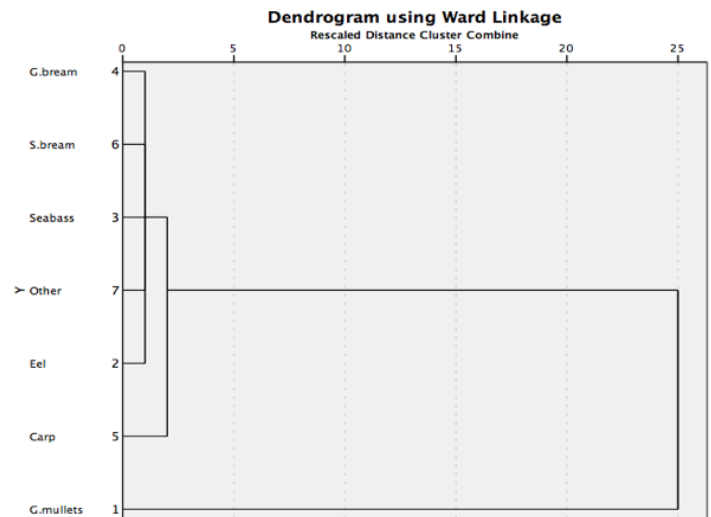 Dendrogram using Ward Linkage
Rescaled Distance Cluster Combine
0 5 10 15 20 25
G.bream 4
S.bream 6
Seabass 3
Y Other 7
Eel 2
Carp 5
G.mullets 1